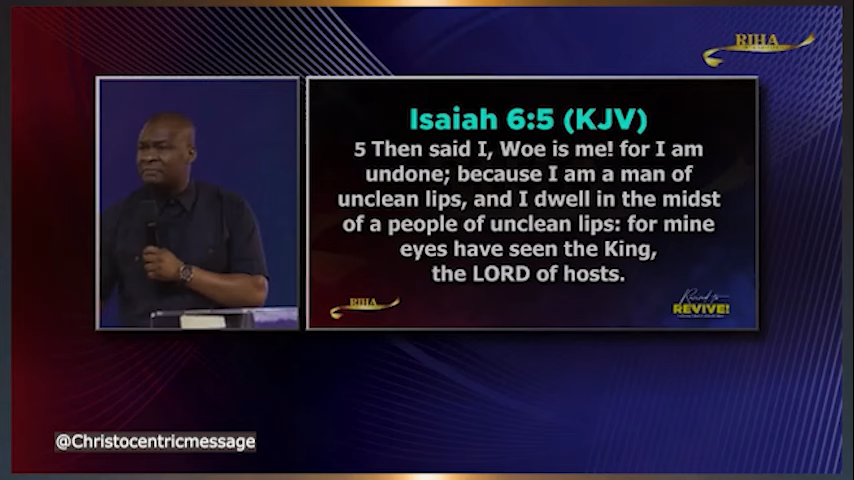 RIHA
Isaiah 6:5 (KJV)
5 Then said I, Woe is me! for I am
undone; because I am a man of
unclean lips, and I dwell in the midst
of a people of unclean lips: for mine
eyes have seen the King,
the LORD of hosts.
RIHA
REVIVE!
@Christocentricmessage